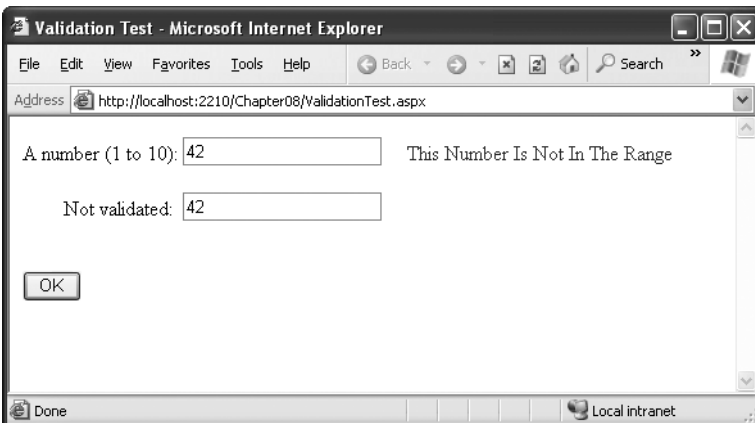 Validation Test - Microsoft Internet Explorer
File Edit View Favorites Tools Help Back Search »
Address http://localhost:2210/Chapter08/ValidationTest.aspx
A number (1 to 10): 42 This Number Is Not In The Range
Not validated: 42
OK
Done Local intranet